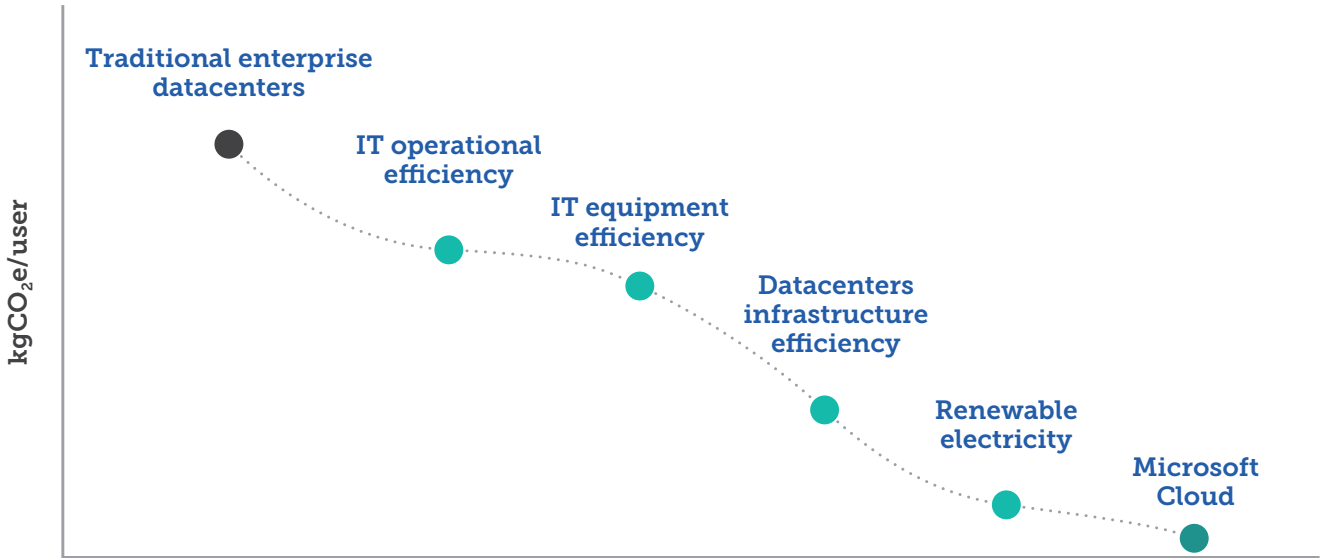 Traditional enterprise
datacenters
IT operational
efficiency
IT equipment
efficiency
Datacenters
infrastructure
efficiency
Renewable
electricity
Microsoft
Cloud
kgCO₂e/user